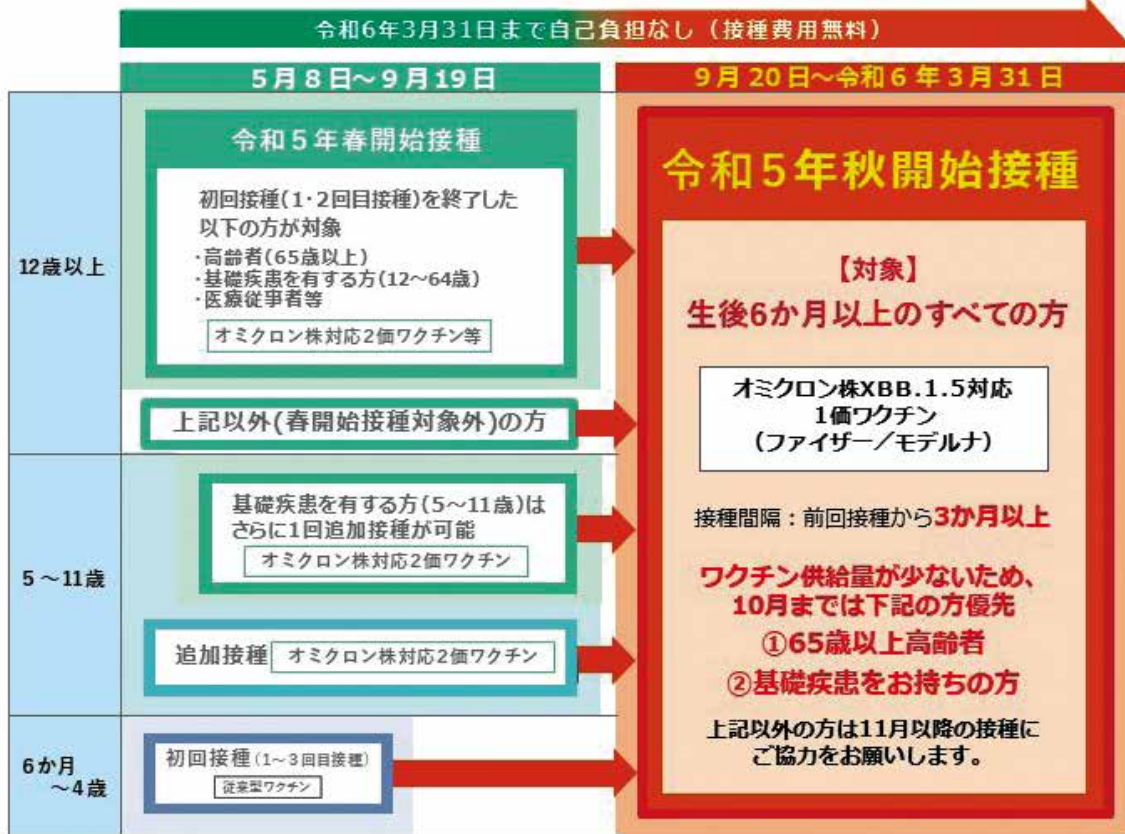 令和6年3月31日まで自己負担なし（接種費用無料）
5月8日～9月19日
9月20日～令和6年3月31日
12歳以上
令和5年春開始接種
初回接種(1・2回目接種)を終了した
以下の方が対象
・高齢者(65歳以上)
・基礎疾患を有する方(12～64歳)
・医療従事者等
オミクロン株対応2価ワクチン等
上記以外(春開始接種対象外)の方
5～11歳
基礎疾患を有する方(5～11歳)は
さらに1回追加接種が可能
オミクロン株対応2価ワクチン
追加接種 オミクロン株対応2価ワクチン
6か月
～4歳
初回接種(1～3回目接種)
従来型ワクチン
令和5年秋開始接種
【対象】
生後6か月以上のすべての方
オミクロン株XBB.1.5対応
1価ワクチン
（ファイザー／モデルナ）
接種間隔：前回接種から3か月以上
ワクチン供給量が少ないため、
10月までは下記の方優先
①65歳以上高齢者
②基礎疾患をお持ちの方
上記以外の方は11月以降の接種に
ご協力をお願いします。